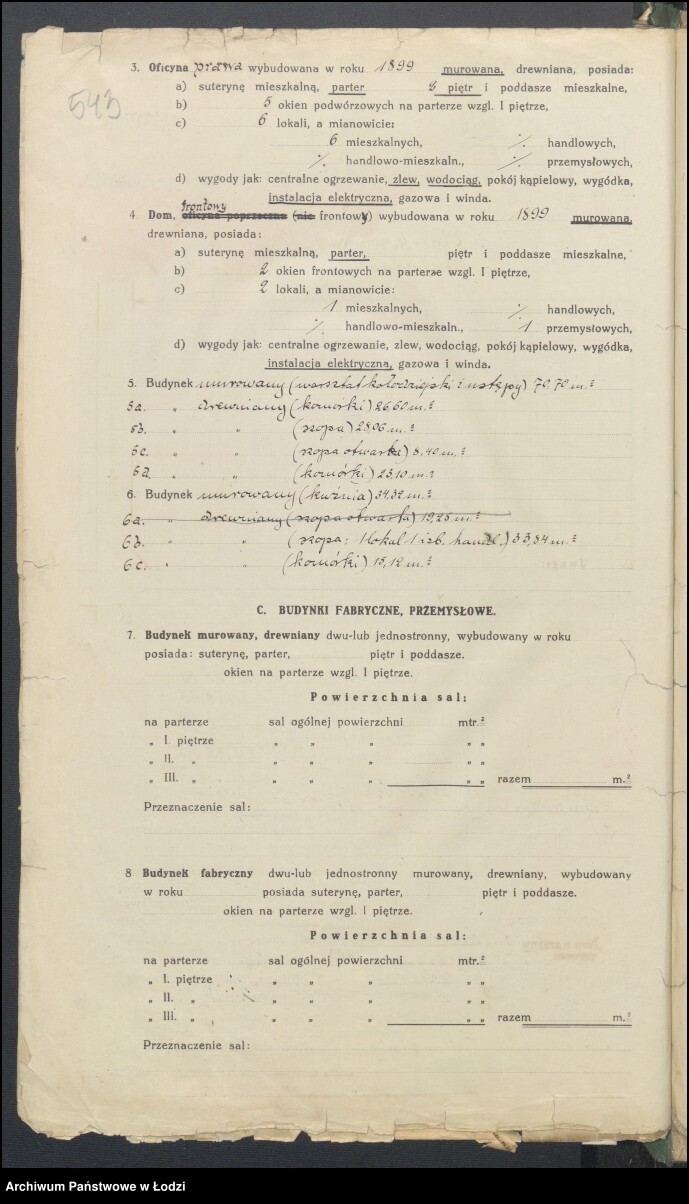 543
3. Oficyna prawa wybudowana w roku 1899 murowana, drewniana, posiada:
a) suterynę mieszkalną, parter 2 piętr i poddasze mieszkalne,
b) 5 okien podwórzowych na parterze wzgl. I piętrze,
c) 6 lokali, a mianowicie:
6 mieszkalnych, ·/. handlowych,
·/. handlowo-mieszkaln., ·/. przemysłowych,
d) wygody jak: centralne ogrzewanie, zlew, wodociąg, pokój kąpielowy, wygódka,
instalacja elektryczna, gazowa i winda.
frontowy
4 Dom, oficyna poprzeczna (nie frontowy) wybudowana w roku 1899 murowana,
drewniana, posiada:
a) suterynę mieszkalną, parter, piętr i poddasze mieszkalne,
b) 2 okien frontowych na parterze wzgl. I piętrze,
c) 2 lokali, a mianowicie:
1 mieszkalnych, ·/. handlowych,
·/. handlowo-mieszkaln., 1 przemysłowych,
d) wygody jak: centralne ogrzewanie, zlew, wodociąg, pokój kąpielowy, wygódka,
instalacja elektryczna, gazowa i winda.
5. Budynek murowany (warsztat kołodziejski i ustępy) 70,70 m.²
5a. " drewniany (komórki) 26,60 m.²
5b. " " (szopa) 28,06 m.²
5c. " " (szopa otwarta) 8,40 m.²
5d. " " (komórki) 23,10 m.²
6. Budynek murowany (kuźnia) 34,32 m.²
6a. " drewniany (szopa otwarta) 19,25 m.²
6b. " " (szopa: 1 lokal 1 izb. handl.) 33,84 m.²
6c. " " (komórki) 15,12 m.²
C. BUDYNKI FABRYCZNE, PRZEMYSŁOWE.
7. Budynek murowany, drewniany dwu-lub jednostronny, wybudowany w roku
posiada: suterynę, parter, piętr i poddasze.
okien na parterze wzgl. I piętrze.
Powierzchnia sal:
na parterze sal ogólnej powierzchni mtr.²
" I. piętrze " " " " "
" II. " " " " " "
" III. " " " " " " razem m.²
Przeznaczenie sal:
8 Budynek fabryczny dwu-lub jednostronny murowany, drewniany, wybudowany
w roku posiada suterynę, parter, piętr i poddasze.
okien na parterze wzgl. I piętrze.
Powierzchnia sal:
na parterze sal ogólnej powierzchni mtr.²
" I. piętrze " " " " "
" II. " " " " " "
" III. " " " " " " razem m.²
Przeznaczenie sal:
Archiwum Państwowe w Łodzi